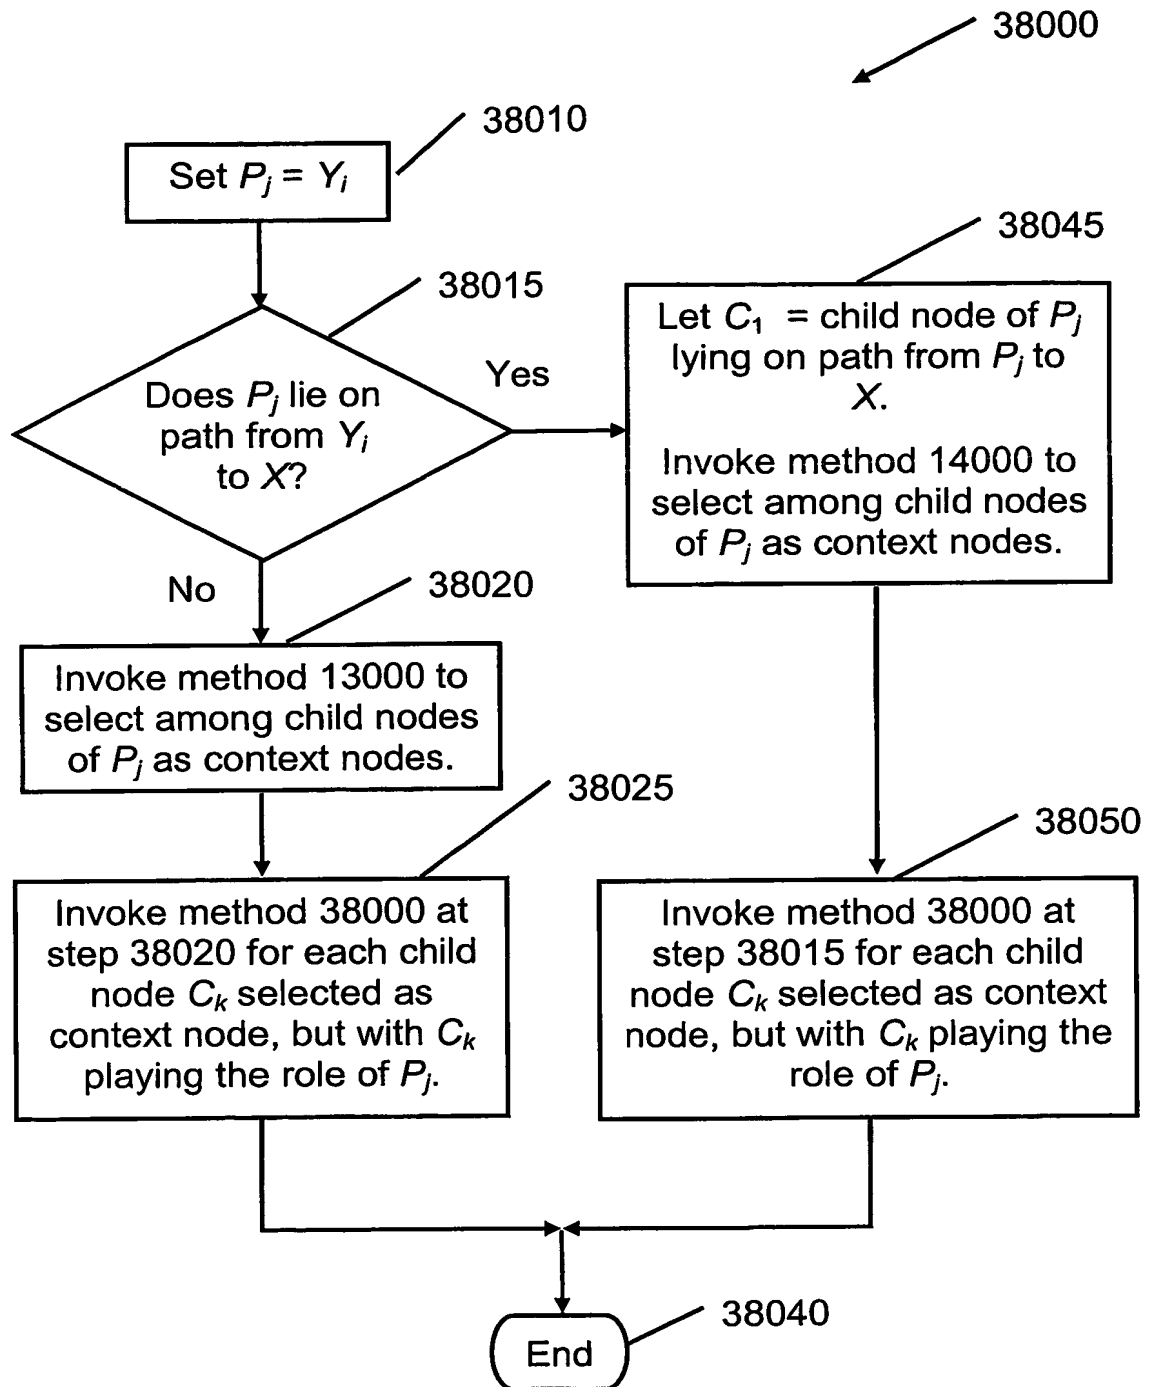 38000
38010
Set Pj = Yi
38015
Does Pj lie on
path from Yi
to X?
Yes
38045
Let C1 = child node of Pj
lying on path from Pj to
X.
Invoke method 14000 to
select among child nodes
of Pj as context nodes.
No
38020
Invoke method 13000 to
select among child nodes
of Pj as context nodes.
38025
Invoke method 38000 at
step 38020 for each child
node Ck selected as
context node, but with Ck
playing the role of Pj.
38050
Invoke method 38000 at
step 38015 for each child
node Ck selected as context
node, but with Ck playing the
role of Pj.
38040
End